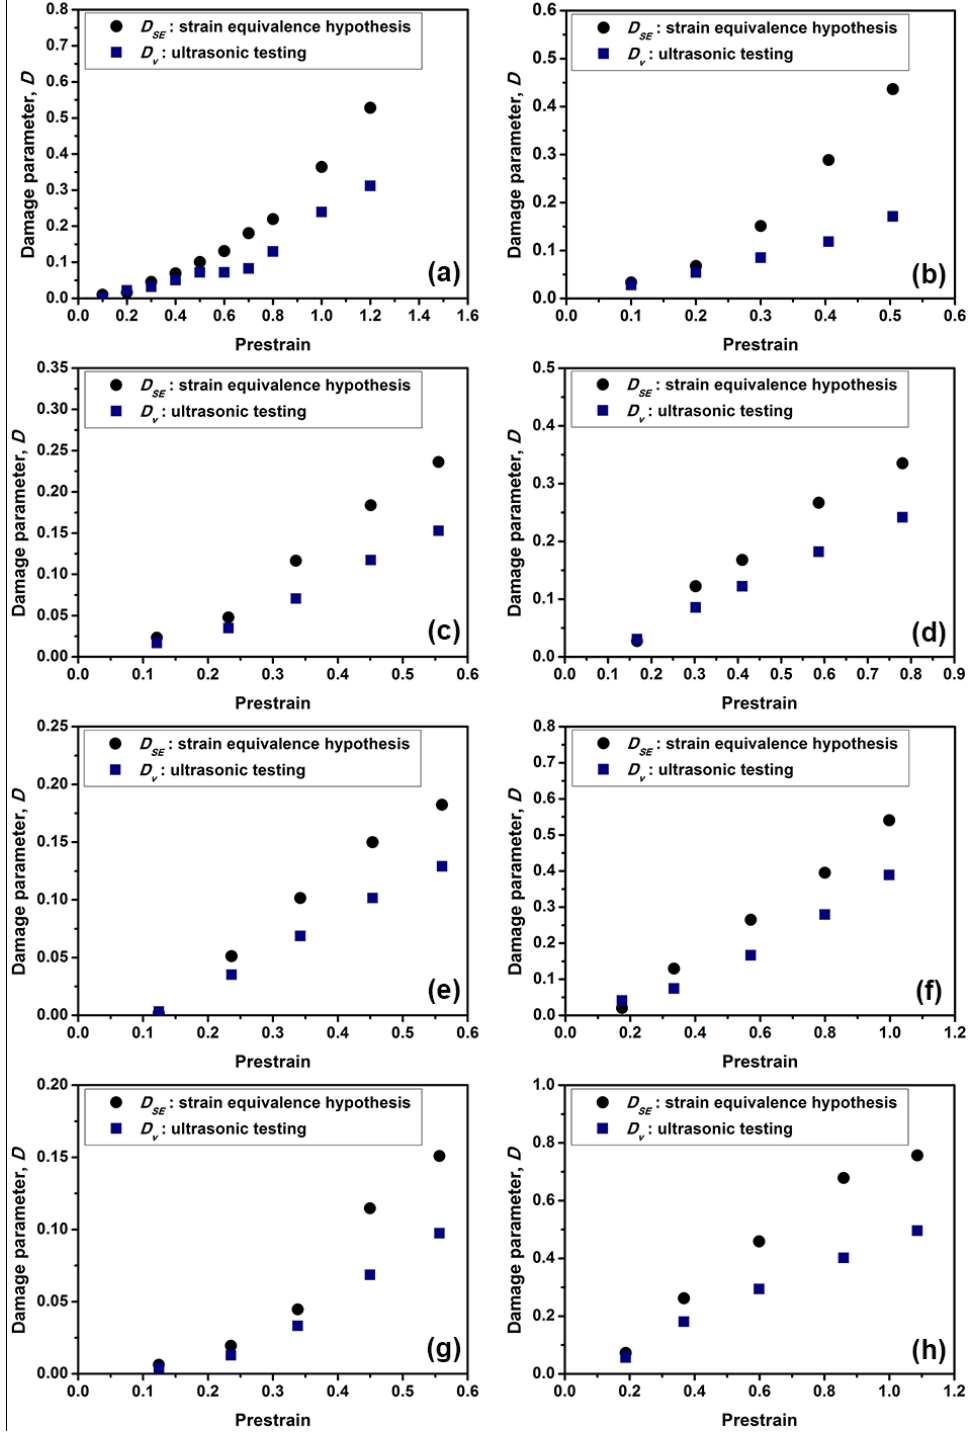 0.8
0.7
0.6
0.5
0.4
0.3
0.2
0.1
0.0
Damage parameter, D
D_SE : strain equivalence hypothesis
D_v : ultrasonic testing
(a)
0.0 0.2 0.4 0.6 0.8 1.0 1.2 1.4 1.6
Prestrain
0.6
0.5
0.4
0.3
0.2
0.1
0.0
Damage parameter, D
D_SE : strain equivalence hypothesis
D_v : ultrasonic testing
(b)
0.0 0.1 0.2 0.3 0.4 0.5 0.6
Prestrain
0.35
0.30
0.25
0.20
0.15
0.10
0.05
0.00
Damage parameter, D
D_SE : strain equivalence hypothesis
D_v : ultrasonic testing
(c)
0.0 0.1 0.2 0.3 0.4 0.5 0.6
Prestrain
0.5
0.4
0.3
0.2
0.1
0.0
Damage parameter, D
D_SE : strain equivalence hypothesis
D_v : ultrasonic testing
(d)
0.0 0.1 0.2 0.3 0.4 0.5 0.6 0.7 0.8 0.9
Prestrain
0.25
0.20
0.15
0.10
0.05
0.00
Damage parameter, D
D_SE : strain equivalence hypothesis
D_v : ultrasonic testing
(e)
0.0 0.1 0.2 0.3 0.4 0.5 0.6
Prestrain
0.8
0.7
0.6
0.5
0.4
0.3
0.2
0.1
0.0
Damage parameter, D
D_SE : strain equivalence hypothesis
D_v : ultrasonic testing
(f)
0.0 0.2 0.4 0.6 0.8 1.0 1.2
Prestrain
0.20
0.15
0.10
0.05
0.00
Damage parameter, D
D_SE : strain equivalence hypothesis
D_v : ultrasonic testing
(g)
0.0 0.1 0.2 0.3 0.4 0.5 0.6
Prestrain
1.0
0.8
0.6
0.4
0.2
0.0
Damage parameter, D
D_SE : strain equivalence hypothesis
D_v : ultrasonic testing
(h)
0.0 0.2 0.4 0.6 0.8 1.0 1.2
Prestrain